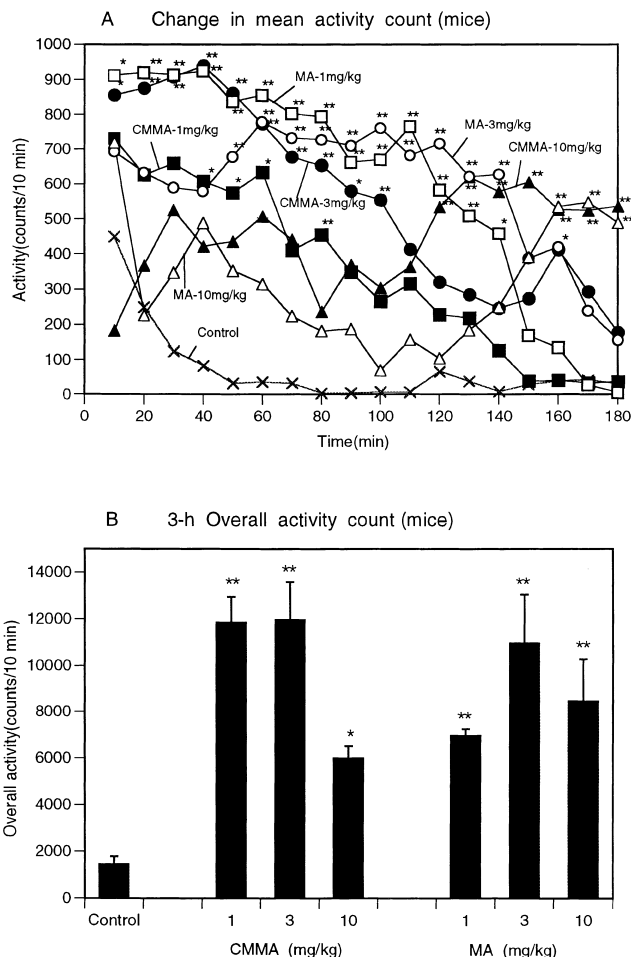 A Change in mean activity count (mice)
1000
900
800
700
600
500
400
300
200
100
0
Activity(counts/10 min)
MA-1mg/kg
CMMA-1mg/kg
MA-3mg/kg
CMMA-10mg/kg
CMMA-3mg/kg
MA-10mg/kg
Control
0 20 40 60 80 100 120 140 160 180
Time(min)
B 3-h Overall activity count (mice)
14000
12000
10000
8000
6000
4000
2000
0
Overall activity(counts/10 min)
** ** * ** ** **
Control 1 3 10 1 3 10
CMMA (mg/kg) MA (mg/kg)